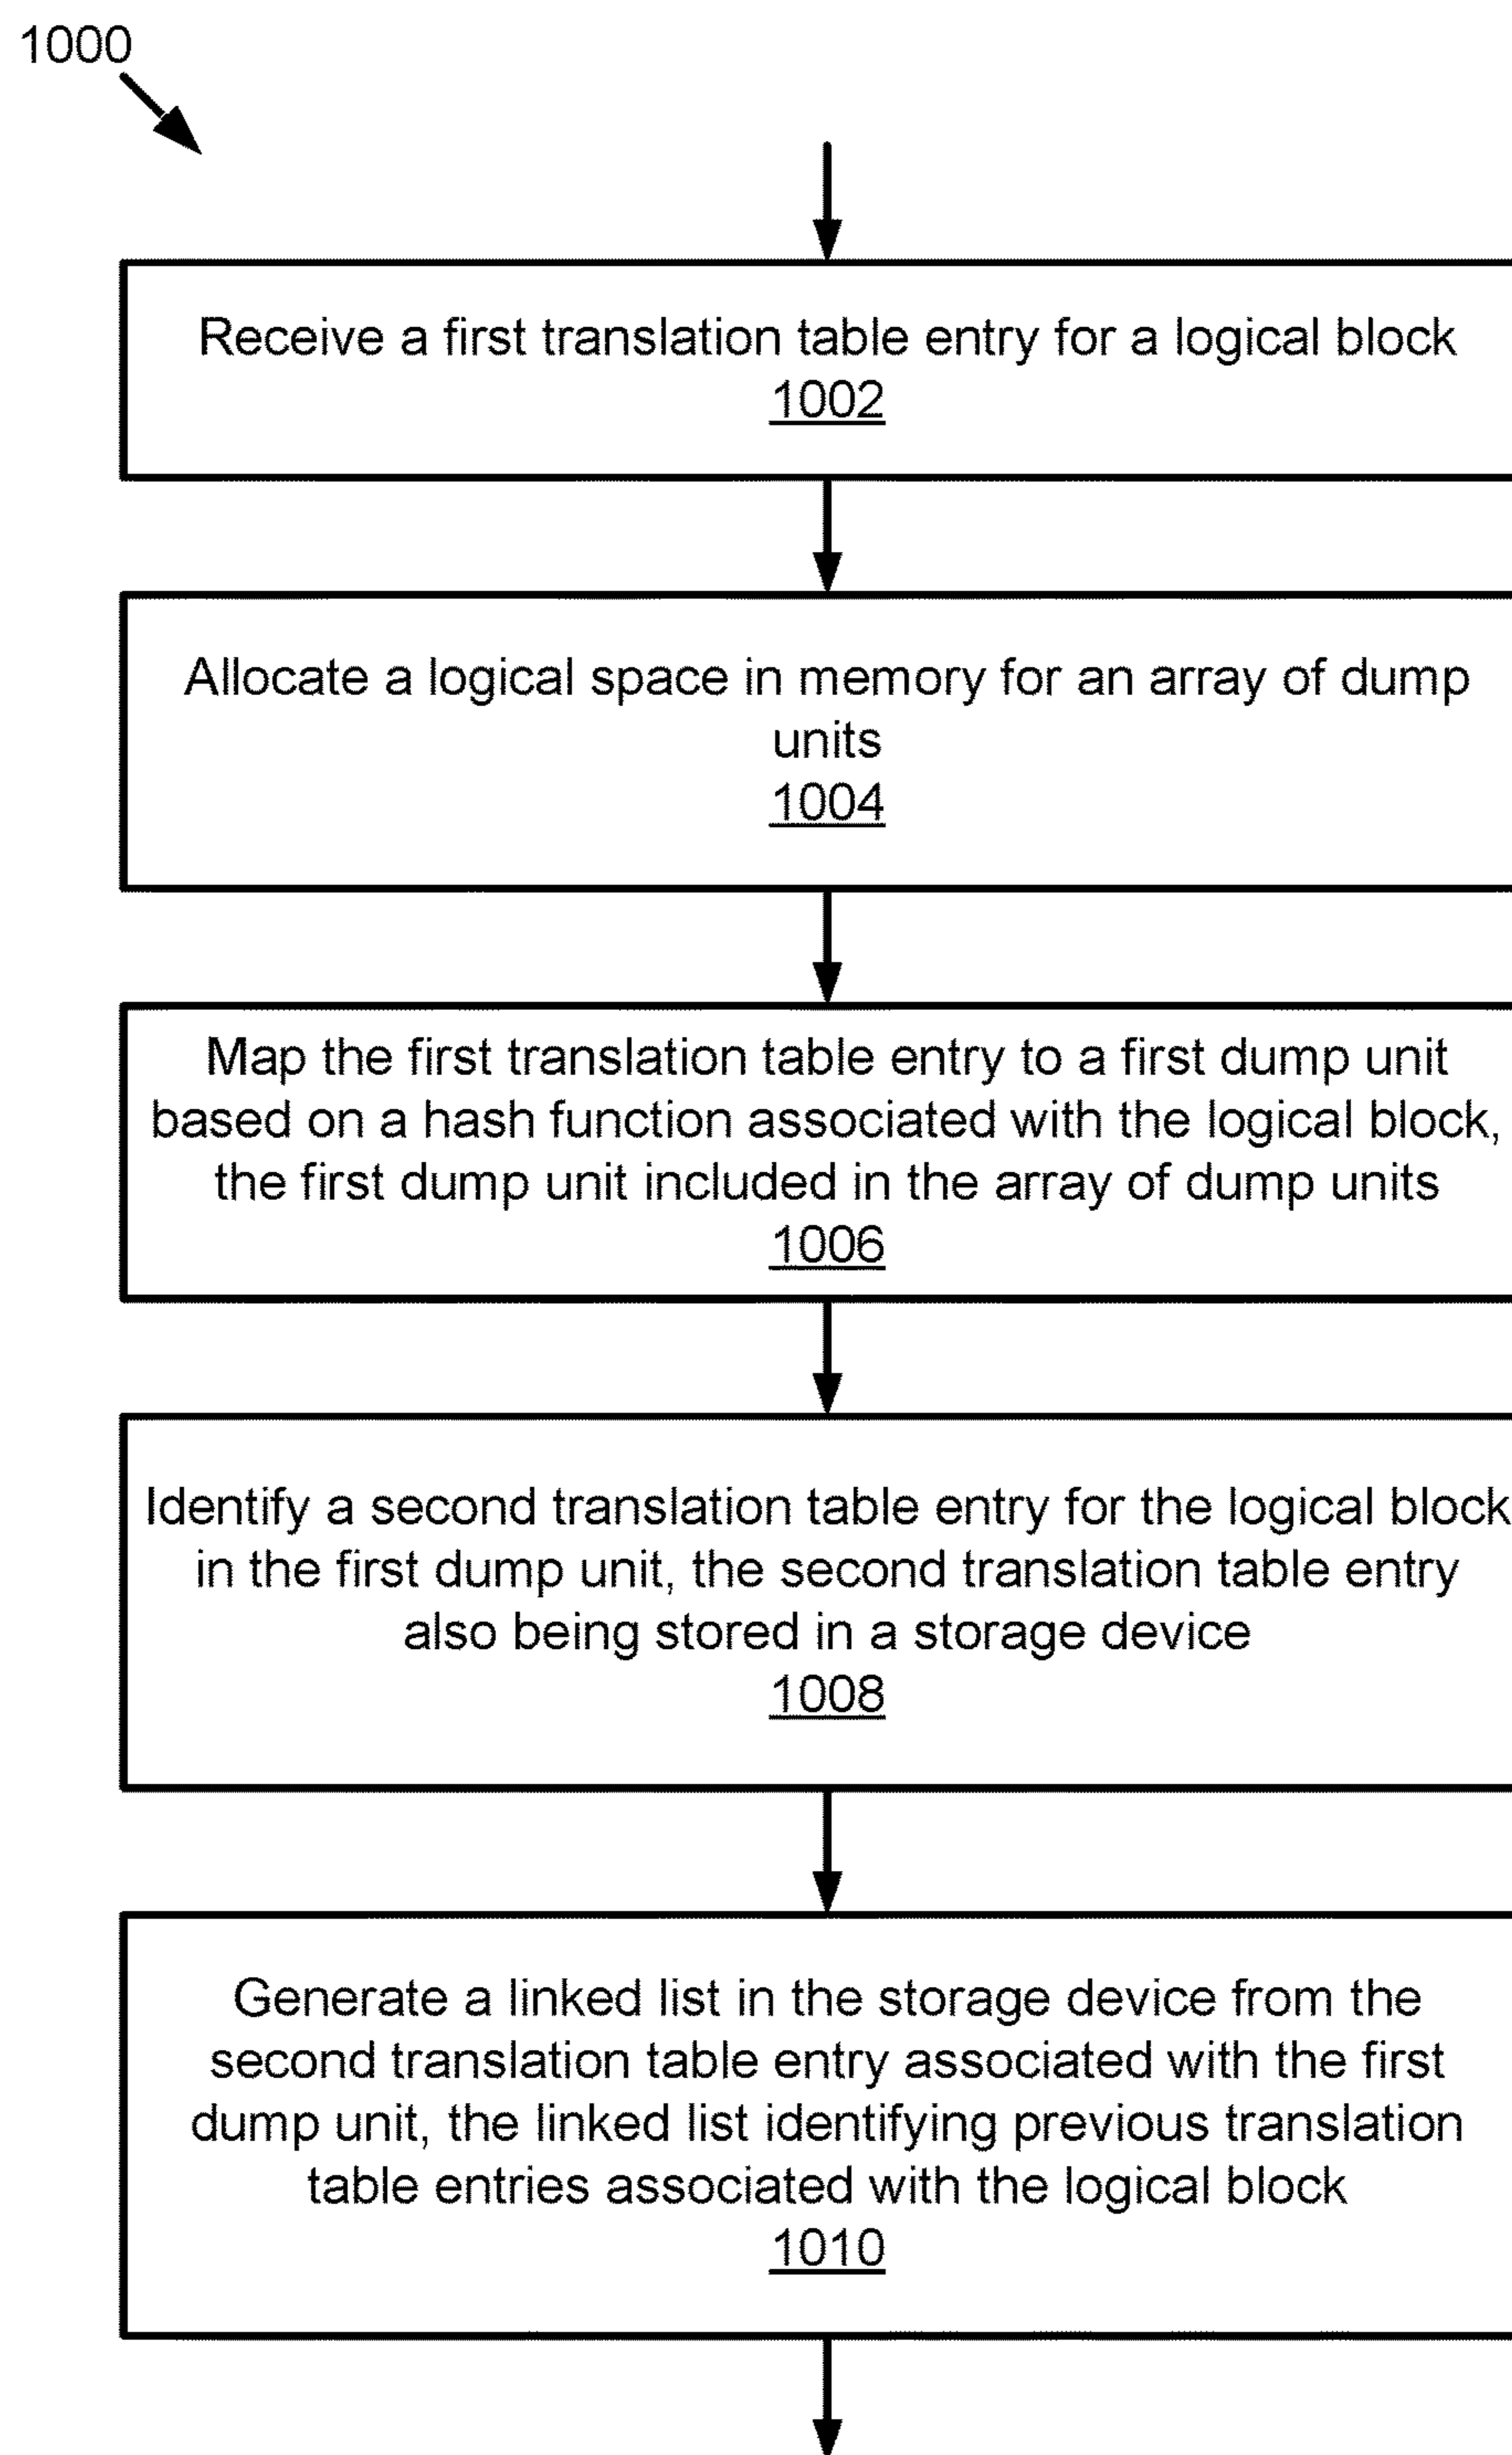 1000
Receive a first translation table entry for a logical block
1002
Allocate a logical space in memory for an array of dump
units
1004
Map the first translation table entry to a first dump unit
based on a hash function associated with the logical block,
the first dump unit included in the array of dump units
1006
Identify a second translation table entry for the logical block
in the first dump unit, the second translation table entry
also being stored in a storage device
1008
Generate a linked list in the storage device from the
second translation table entry associated with the first
dump unit, the linked list identifying previous translation
table entries associated with the logical block
1010